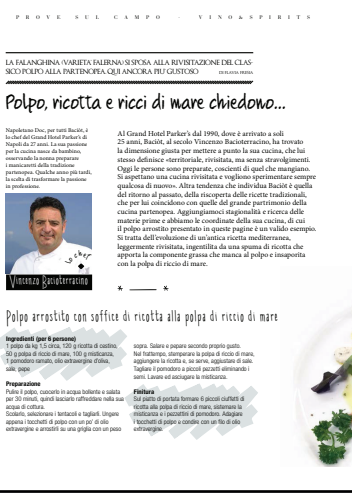 PROVE SUL CAMPO · VINO&SPIRITS
LA FALANGHINA (VARIETA FALERNA) SI SPOSA ALLA RIVISITAZIONE DEL CLAS-
SICO POLPO ALLA PARTENOPEA. QUI ANCORA PIU GUSTOSO
DI FLAVIA PRIMA
Polpo, ricotta e ricci di mare chiedono...
Napoletano Doc, per tutti Baciòt, è
lo chef del Grand Hotel Parker's di
Napoli da 27 anni. La sua passione
per la cucina nasce da bambino,
osservando la nonna preparare
i manicaretti della tradizione
partenopea. Qualche anno più tardi,
la scelta di trasformare la passione
in professione.
lo chef
Vincenzo Bacioterracino
Al Grand Hotel Parker's dal 1990, dove è arrivato a soli
25 anni, Baciòt, al secolo Vincenzo Bacioterracino, ha trovato
la dimensione giusta per mettere a punto la sua cucina, che lui
stesso definisce «territoriale, rivisitata, ma senza stravolgimenti.
Oggi le persone sono preparate, coscienti di quel che mangiano.
Si aspettano una cucina rivisitata e vogliono sperimentare sempre
qualcosa di nuovo». Altra tendenza che individua Baciòt è quella
del ritorno al passato, della riscoperta delle ricette tradizionali,
che per lui coincidono con quelle del grande patrimonio della
cucina partenopea. Aggiungiamoci stagionalità e ricerca delle
materie prime e abbiamo le coordinate della sua cucina, di cui
il polpo arrostito presentato in queste pagine è un valido esempio.
Si tratta dell'evoluzione di un'antica ricetta mediterranea,
leggermente rivisitata, ingentilita da una spuma di ricotta che
apporta la componente grassa che manca al polpo e insaporita
con la polpa di riccio di mare.
Polpo arrostito con soffice di ricotta alla polpa di riccio di mare
Ingredienti (per 6 persone)
1 polpo da kg 1,5 circa, 120 g ricotta di cestino,
50 g polpa di riccio di mare, 100 g misticanza,
1 pomodoro ramato, olio extravergine d'oliva,
sale, pepe
Preparazione
Pulire il polpo, cuocerlo in acqua bollente e salata
per 30 minuti, quindi lasciarlo raffreddare nella sua
acqua di cottura.
Scolarlo, selezionare i tentacoli e tagliarli. Ungere
appena i tocchetti di polpo con un po' di olio
extravergine e arrostirli su una griglia con un peso
sopra. Salare e pepare secondo proprio gusto.
Nel frattempo, stemperare la polpa di riccio di mare,
aggiungere la ricotta e, se serve, aggiustare di sale.
Tagliare il pomodoro a piccoli pezzetti eliminando i
semi. Lavare ed asciugare la misticanza.
Finitura
Sul piatto di portata formare 6 piccoli ciuffetti di
ricotta alla polpa di riccio di mare, sistemare la
misticanza e i pezzettini di pomodoro. Adagiare
i tocchetti di polpo e condire con un filo di olio
extravergine.